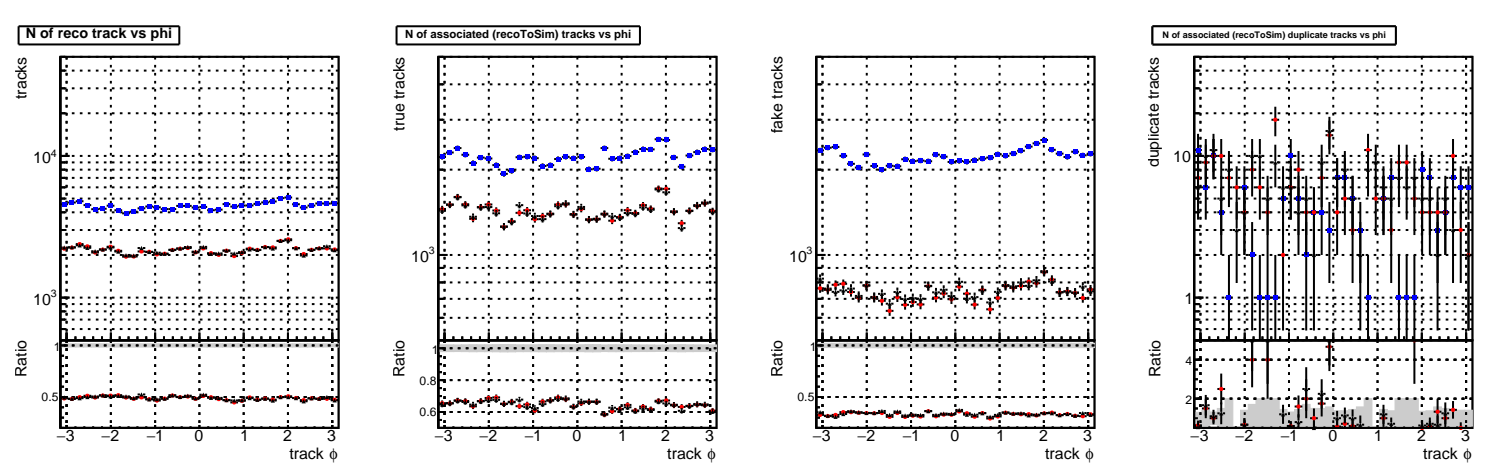 N of reco track vs phi
tracks
10⁴
10³
Ratio
1
0.5
−3 −2 −1 0 1 2 3
track ϕ
N of associated (recoToSim) tracks vs phi
true tracks
10³
Ratio
1
0.8
0.6
−3 −2 −1 0 1 2 3
track ϕ
fake tracks
10³
Ratio
1
0.5
−3 −2 −1 0 1 2 3
track ϕ
N of associated (recoToSim) duplicate tracks vs phi
duplicate tracks
10
1
Ratio
4
2
−3 −2 −1 0 1 2 3
track ϕ